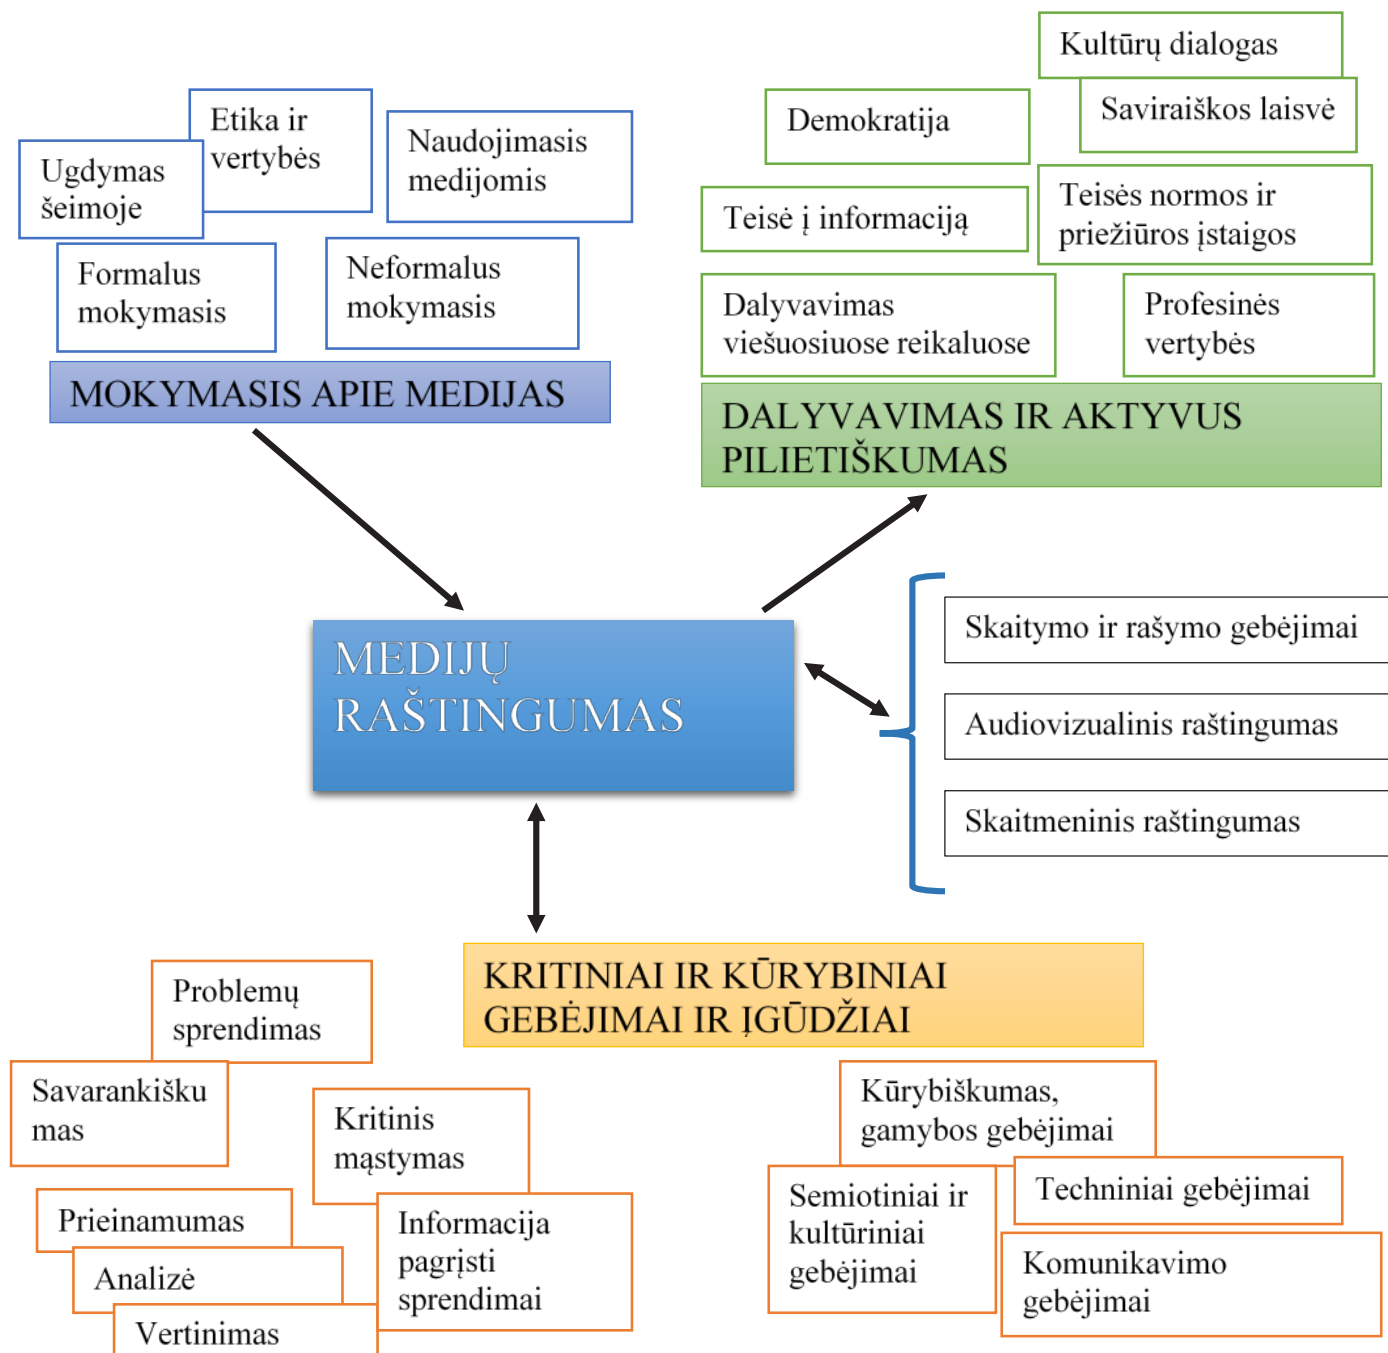 Etika ir
vertybės
Naudojimasis
medijomis
Ugdymas
šeimoje
Formalus
mokymasis
Neformalus
mokymasis
MOKYMASIS APIE MEDIJAS
Kultūrų dialogas
Saviraiškos laisvė
Demokratija
Teisė į informaciją
Teisės normos ir
priežiūros įstaigos
Dalyvavimas
viešuosiuose reikaluose
Profesinės
vertybės
DALYVAVIMAS IR AKTYVUS
PILIETIŠKUMAS
MEDIJŲ
RAŠTINGUMAS
Skaitymo ir rašymo gebėjimai
Audiovizualinis raštingumas
Skaitmeninis raštingumas
KRITINIAI IR KŪRYBINIAI
GEBĖJIMAI IR ĮGŪDŽIAI
Problemų
sprendimas
Savarankišku
mas
Kritinis
mąstymas
Prieinamumas
Analizė
Vertinimas
Informacija
pagrįsti
sprendimai
Kūrybiškumas,
gamybos gebėjimai
Semiotiniai ir
kultūriniai
gebėjimai
Techniniai gebėjimai
Komunikavimo
gebėjimai